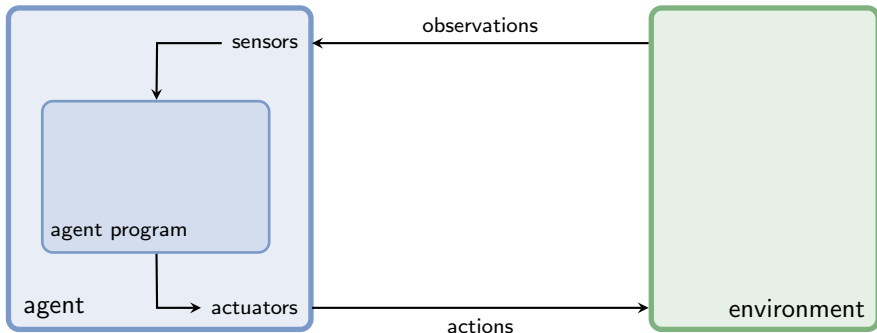 observations
sensors
agent program
agent
actuators
environment
actions